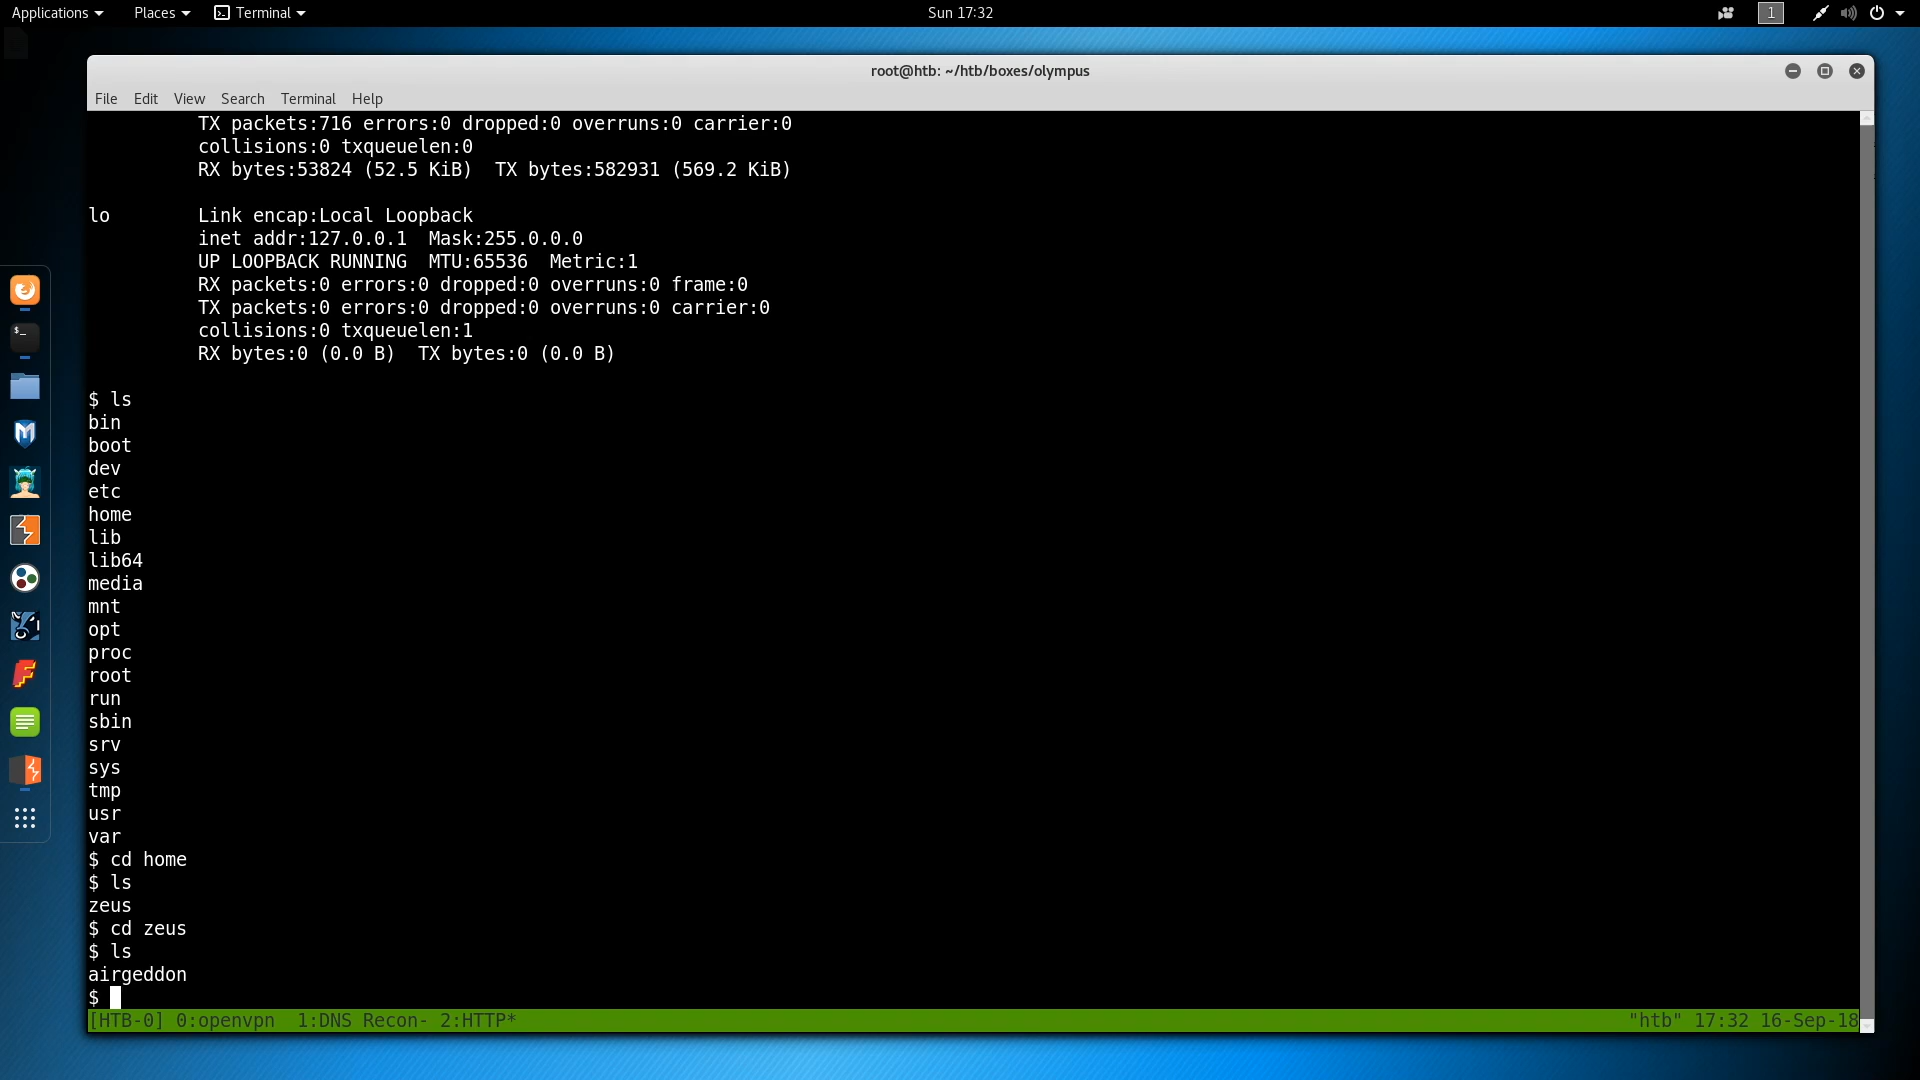 Applications Places Terminal Sun 17:32 1
root@htb: ~/htb/boxes/olympus
File Edit View Search Terminal Help
TX packets:716 errors:0 dropped:0 overruns:0 carrier:0
collisions:0 txqueuelen:0
RX bytes:53824 (52.5 KiB)  TX bytes:582931 (569.2 KiB)
lo        Link encap:Local Loopback
inet addr:127.0.0.1  Mask:255.0.0.0
UP LOOPBACK RUNNING  MTU:65536  Metric:1
RX packets:0 errors:0 dropped:0 overruns:0 frame:0
TX packets:0 errors:0 dropped:0 overruns:0 carrier:0
collisions:0 txqueuelen:1
RX bytes:0 (0.0 B)  TX bytes:0 (0.0 B)
$ ls
bin
boot
dev
etc
home
lib
lib64
media
mnt
opt
proc
root
run
sbin
srv
sys
tmp
usr
var
$ cd home
$ ls
zeus
$ cd zeus
$ ls
airgeddon
$
[HTB-0] 0:openvpn  1:DNS Recon- 2:HTTP* "htb" 17:32 16-Sep-18